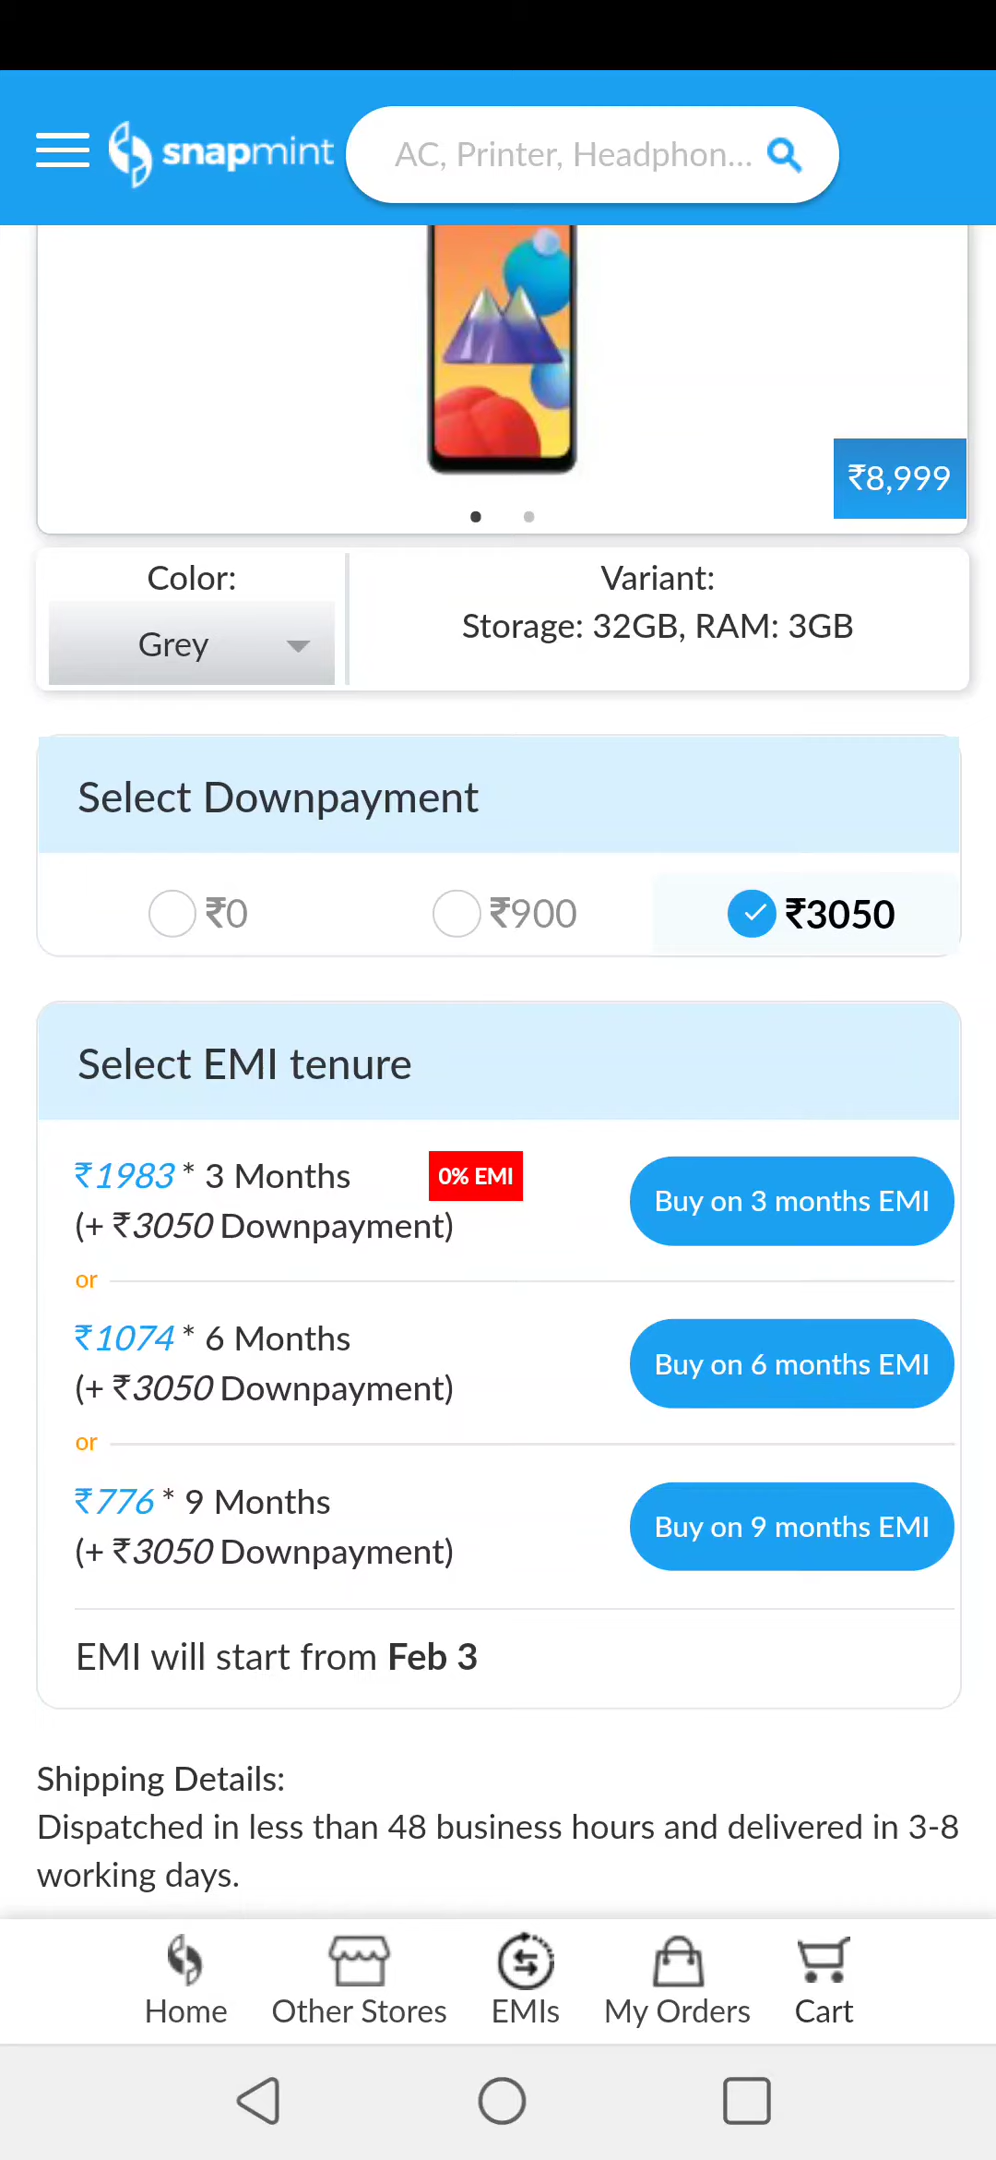 snapmint
AC, Printer, Headphon...
₹8,999
Color:
Grey
Variant:
Storage: 32GB, RAM: 3GB
Select Downpayment
₹0
₹900
₹3050
Select EMI tenure
₹1983 * 3 Months
0% EMI
(+ ₹3050 Downpayment)
Buy on 3 months EMI
or
₹1074 * 6 Months
(+ ₹3050 Downpayment)
Buy on 6 months EMI
or
₹776 * 9 Months
(+ ₹3050 Downpayment)
Buy on 9 months EMI
EMI will start from Feb 3
Shipping Details:
Dispatched in less than 48 business hours and delivered in 3-8
working days.
Home
Other Stores
EMIs
My Orders
Cart